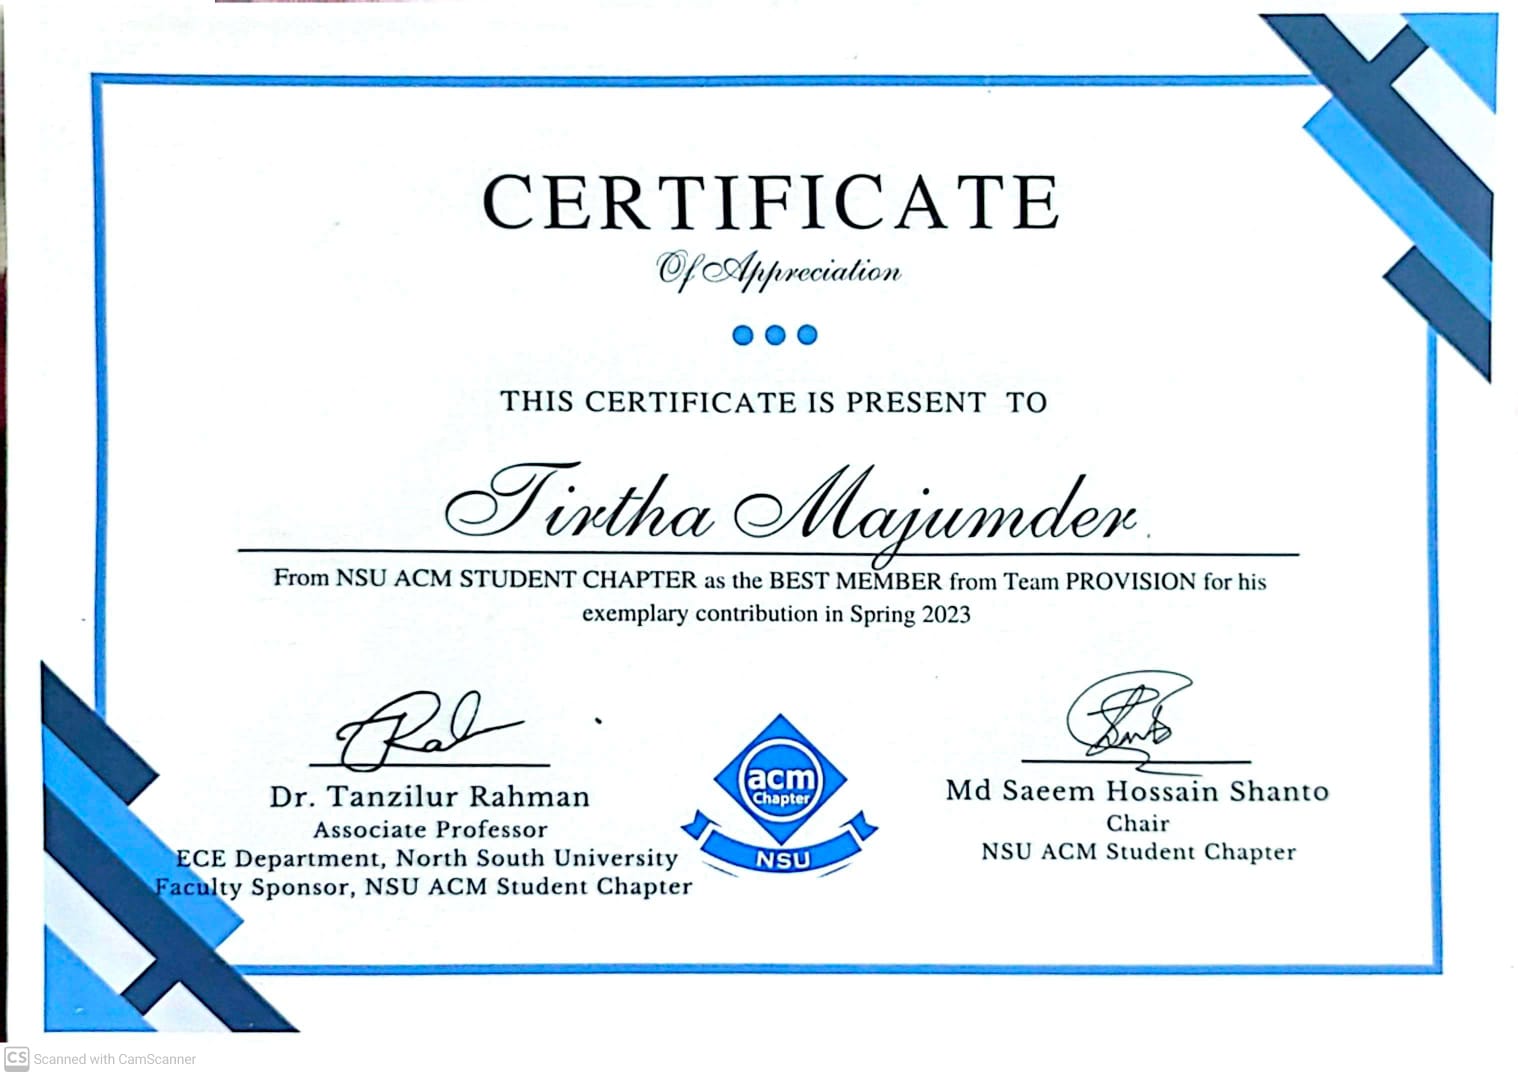 CERTIFICATE
Of Appreciation
THIS CERTIFICATE IS PRESENT TO
Tirtha Majumder
From NSU ACM STUDENT CHAPTER as the BEST MEMBER from Team PROVISION for his
exemplary contribution in Spring 2023
Dr. Tanzilur Rahman
Associate Professor
ECE Department, North South University
Faculty Sponsor, NSU ACM Student Chapter
acm
Chapter
NSU
Md Saeem Hossain Shanto
Chair
NSU ACM Student Chapter
CS Scanned with CamScanner